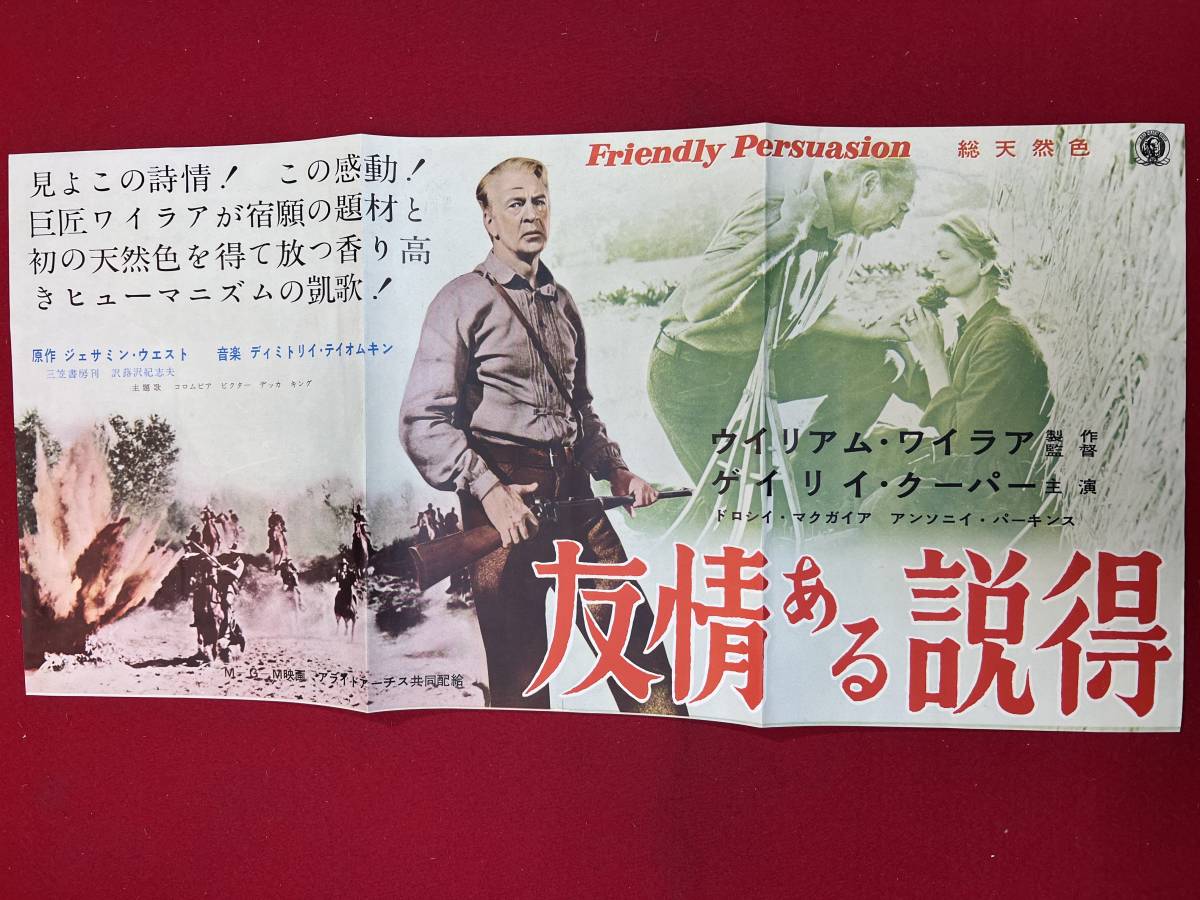 見よこの詩情! この感動!
巨匠ワイラアが宿願の題材と
初の天然色を得て放つ香り高
きヒューマニズムの凱歌!
原作 ジェサミン・ウエスト 音楽 ディミトリイ・テイオムキン
三笠書房刊 訳蕗沢紀志夫
主題歌 コロムビア ビクター デッカ キング
Friendly Persuasion 総天然色
ウイリアム・ワイラア 製作 監督
ゲイリイ・クーパー 主演
ドロシイ・マクガイア アンソニイ・パーキンス
友情ある説得
M・G・M映画 アライドアーチス共同配給